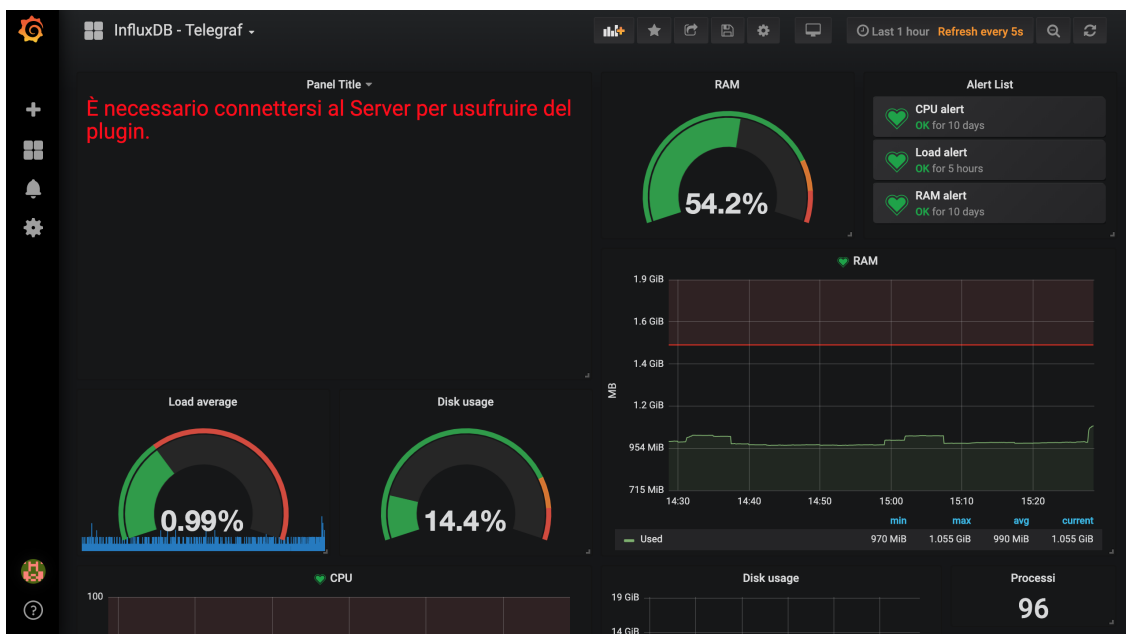 InfluxDB - Telegraf
Last 1 hour Refresh every 5s
Panel Title
È necessario connettersi al Server per usufruire del
plugin.
RAM
54.2%
Alert List
CPU alert
OK for 10 days
Load alert
OK for 5 hours
RAM alert
OK for 10 days
RAM
1.9 GiB
1.6 GiB
1.4 GiB
1.2 GiB
954 MiB
715 MiB
MB
14:30 14:40 14:50 15:00 15:10 15:20
min max avg current
Used 970 MiB 1.055 GiB 990 MiB 1.055 GiB
Load average
0.99%
Disk usage
14.4%
CPU
100
Disk usage
19 GiB
14 GiB
Processi
96